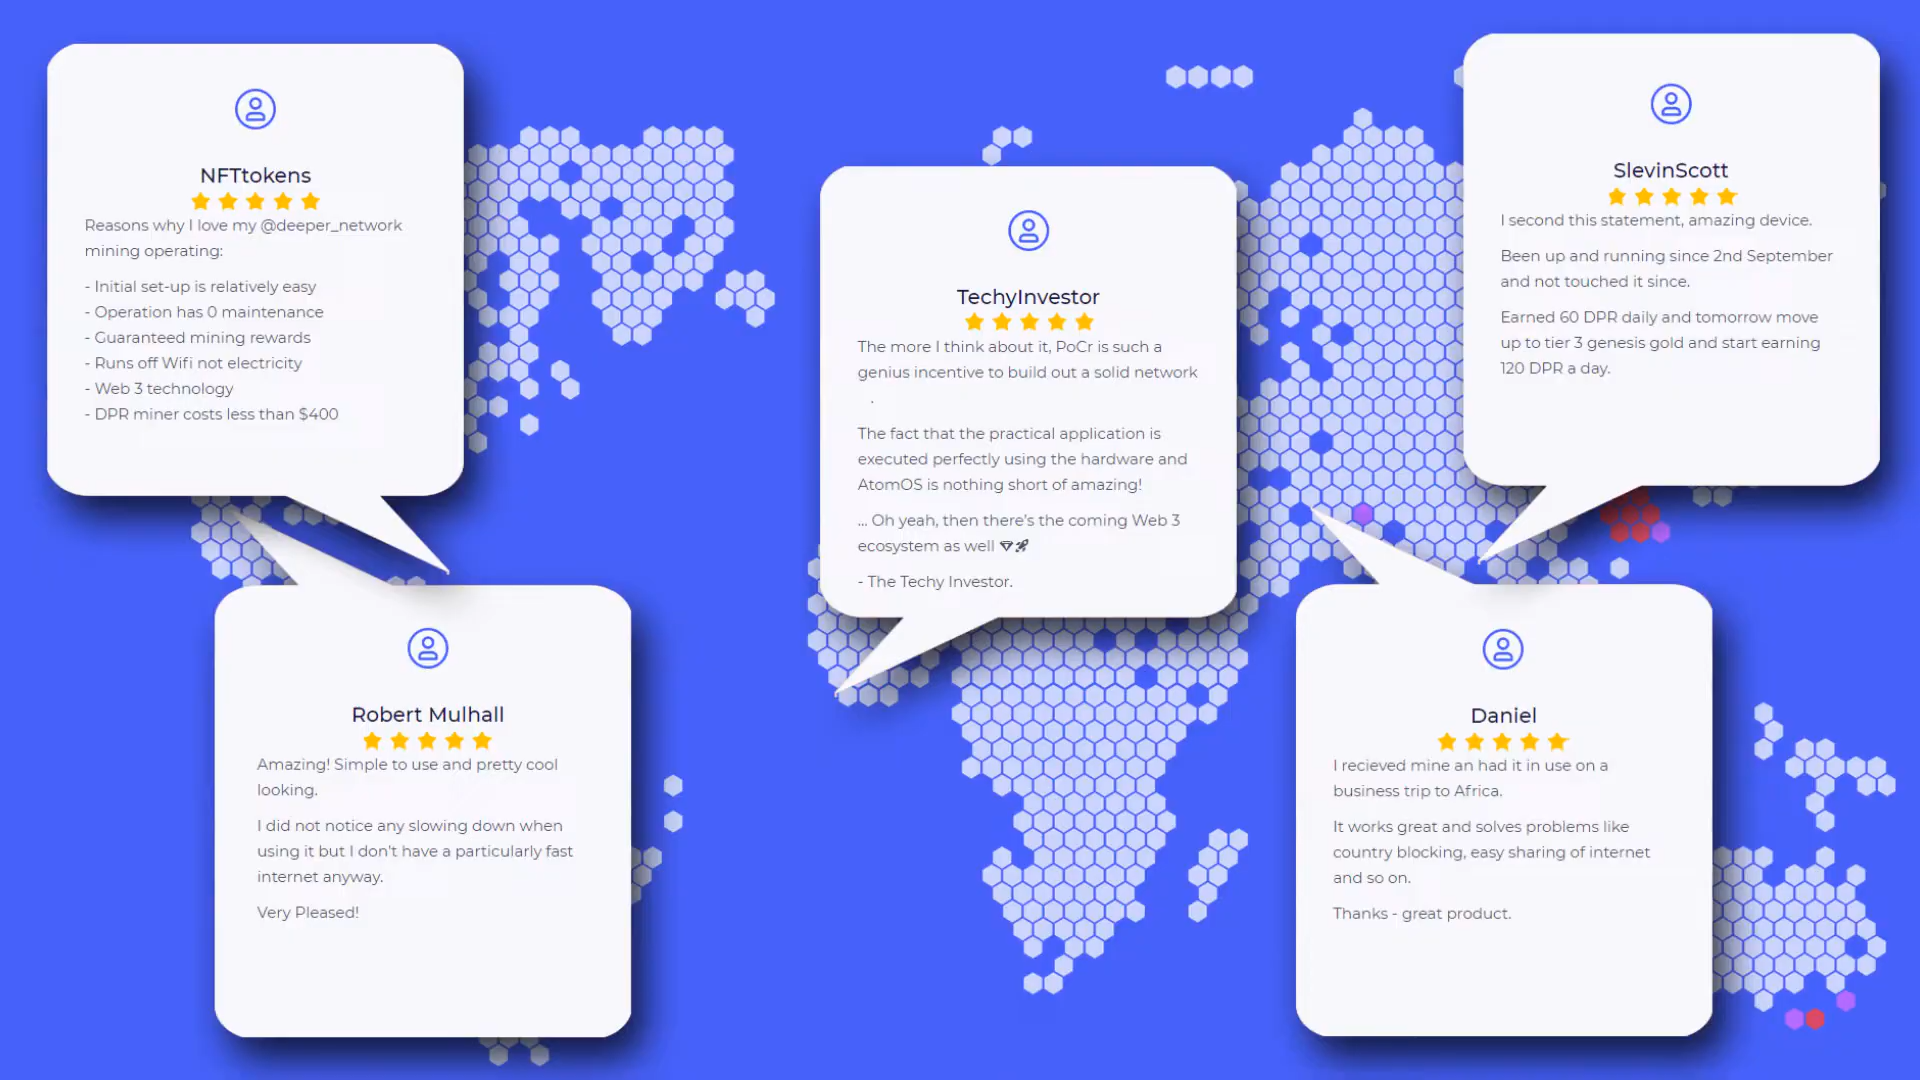 NFTtokens
Reasons why I love my @deeper_network
mining operating:
- Initial set-up is relatively easy
- Operation has 0 maintenance
- Guaranteed mining rewards
- Runs off Wifi not electricity
- Web 3 technology
- DPR miner costs less than $400
Robert Mulhall
Amazing! Simple to use and pretty cool
looking.
I did not notice any slowing down when
using it but I don't have a particularly fast
internet anyway.
Very Pleased!
TechyInvestor
The more I think about it, PoCr is such a
genius incentive to build out a solid network
.
The fact that the practical application is
executed perfectly using the hardware and
AtomOS is nothing short of amazing!
... Oh yeah, then there's the coming Web 3
ecosystem as well
- The Techy Investor.
SlevinScott
I second this statement, amazing device.
Been up and running since 2nd September
and not touched it since.
Earned 60 DPR daily and tomorrow move
up to tier 3 genesis gold and start earning
120 DPR a day.
Daniel
I recieved mine an had it in use on a
business trip to Africa.
It works great and solves problems like
country blocking, easy sharing of internet
and so on.
Thanks - great product.